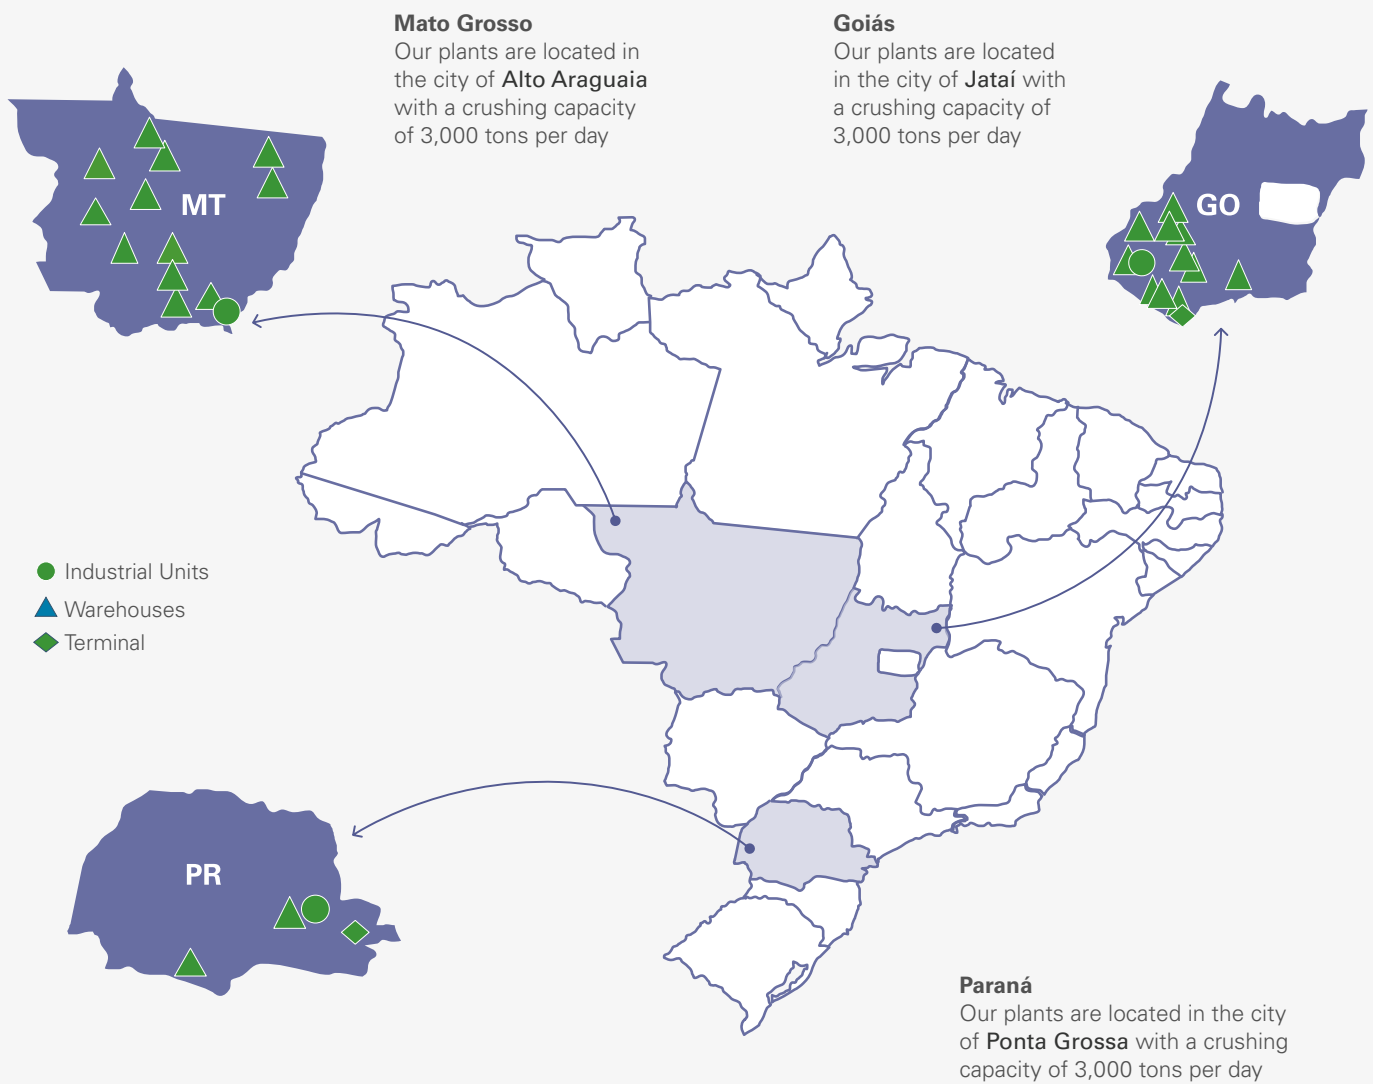 Mato Grosso
Our plants are located in
the city of Alto Araguaia
with a crushing capacity
of 3,000 tons per day
Goiás
Our plants are located
in the city of Jataí with
a crushing capacity of
3,000 tons per day
MT
GO
Industrial Units
Warehouses
Terminal
PR
Paraná
Our plants are located in the city
of Ponta Grossa with a crushing
capacity of 3,000 tons per day